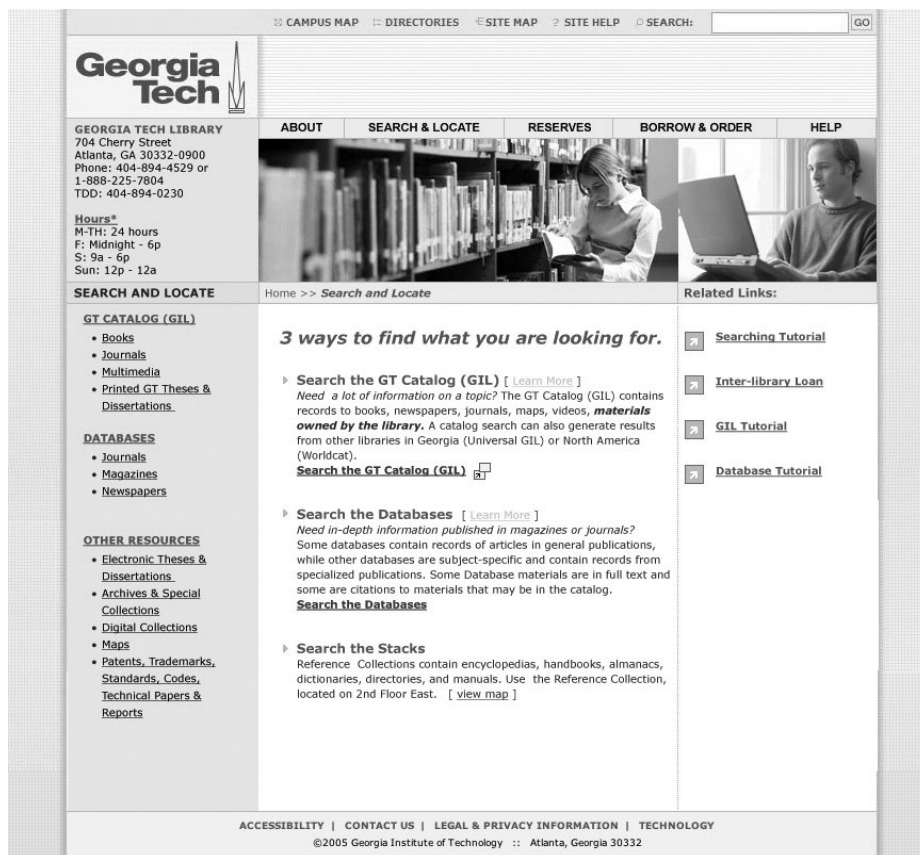 CAMPUS MAP DIRECTORIES SITE MAP ? SITE HELP SEARCH: GO
Georgia
Tech
ABOUT SEARCH & LOCATE RESERVES BORROW & ORDER HELP
GEORGIA TECH LIBRARY
704 Cherry Street
Atlanta, GA 30332-0900
Phone: 404-894-4529 or
1-888-225-7804
TDD: 404-894-0230
Hours*
M-TH: 24 hours
F: Midnight - 6p
S: 9a - 6p
Sun: 12p - 12a
SEARCH AND LOCATE
GT CATALOG (GIL)
• Books
• Journals
• Multimedia
• Printed GT Theses &
Dissertations
DATABASES
• Journals
• Magazines
• Newspapers
OTHER RESOURCES
• Electronic Theses &
Dissertations
• Archives & Special
Collections
• Digital Collections
• Maps
• Patents, Trademarks,
Standards, Codes,
Technical Papers &
Reports
Home >> Search and Locate
3 ways to find what you are looking for.
Search the GT Catalog (GIL) [ Learn More ]
Need a lot of information on a topic? The GT Catalog (GIL) contains
records to books, newspapers, journals, maps, videos, materials
owned by the library. A catalog search can also generate results
from other libraries in Georgia (Universal GIL) or North America
(Worldcat).
Search the GT Catalog (GIL)
Search the Databases [ Learn More ]
Need in-depth information published in magazines or journals?
Some databases contain records of articles in general publications,
while other databases are subject-specific and contain records from
specialized publications. Some Database materials are in full text and
some are citations to materials that may be in the catalog.
Search the Databases
Search the Stacks
Reference Collections contain encyclopedias, handbooks, almanacs,
dictionaries, directories, and manuals. Use the Reference Collection,
located on 2nd Floor East. [ view map ]
Related Links:
Searching Tutorial
Inter-library Loan
GIL Tutorial
Database Tutorial
ACCESSIBILITY | CONTACT US | LEGAL & PRIVACY INFORMATION | TECHNOLOGY
©2005 Georgia Institute of Technology :: Atlanta, Georgia 30332